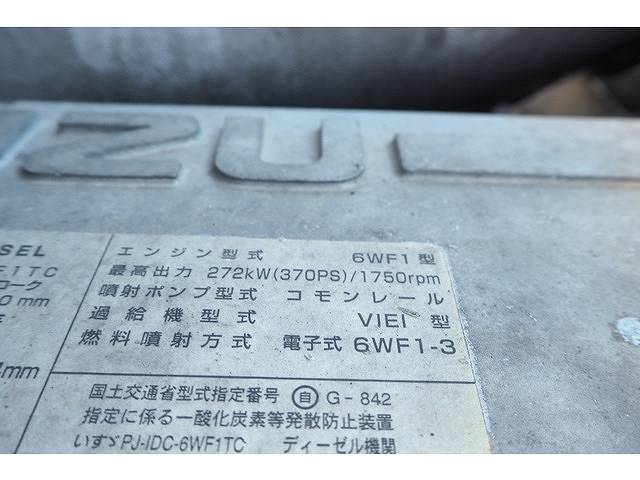 ZU
SEL
エンジン型式 6WF1 型
F.1TC
最高出力 272kW(370PS)/1750rpm
ローク
噴射ポンプ型式 コモンレール
0mm
過給機型式 VIEI 型
燃料噴射方式 電子式 6WF1-3
mm
国土交通省型式指定番号 自 G-842
指定に係る一酸化炭素等発散防止装置
いすゞPJ-IDC-6WF1TC ディーゼル機関